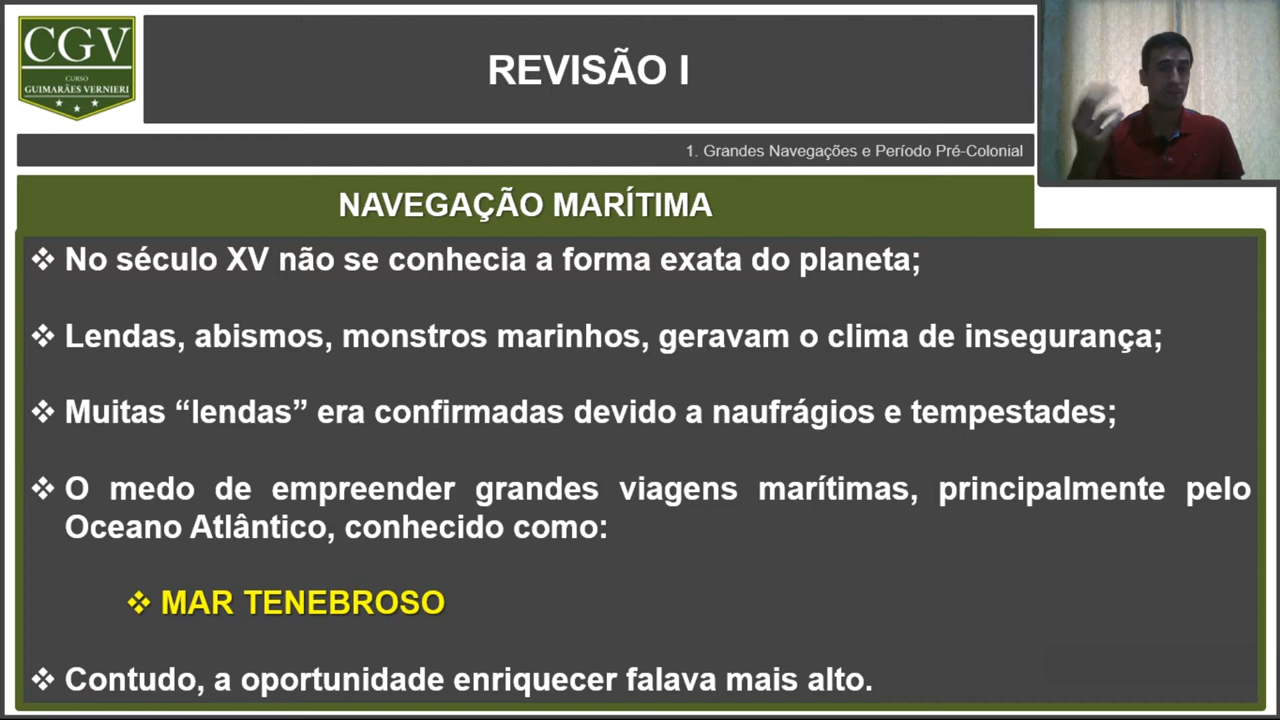 CGV
CURSO
GUIMARÃES VERNIERI
REVISÃO I
1. Grandes Navegações e Período Pré-Colonial
NAVEGAÇÃO MARÍTIMA
❖ No século XV não se conhecia a forma exata do planeta;
❖ Lendas, abismos, monstros marinhos, geravam o clima de insegurança;
❖ Muitas “lendas” era confirmadas devido a naufrágios e tempestades;
❖ O medo de empreender grandes viagens marítimas, principalmente pelo
Oceano Atlântico, conhecido como:
❖ MAR TENEBROSO
❖ Contudo, a oportunidade enriquecer falava mais alto.